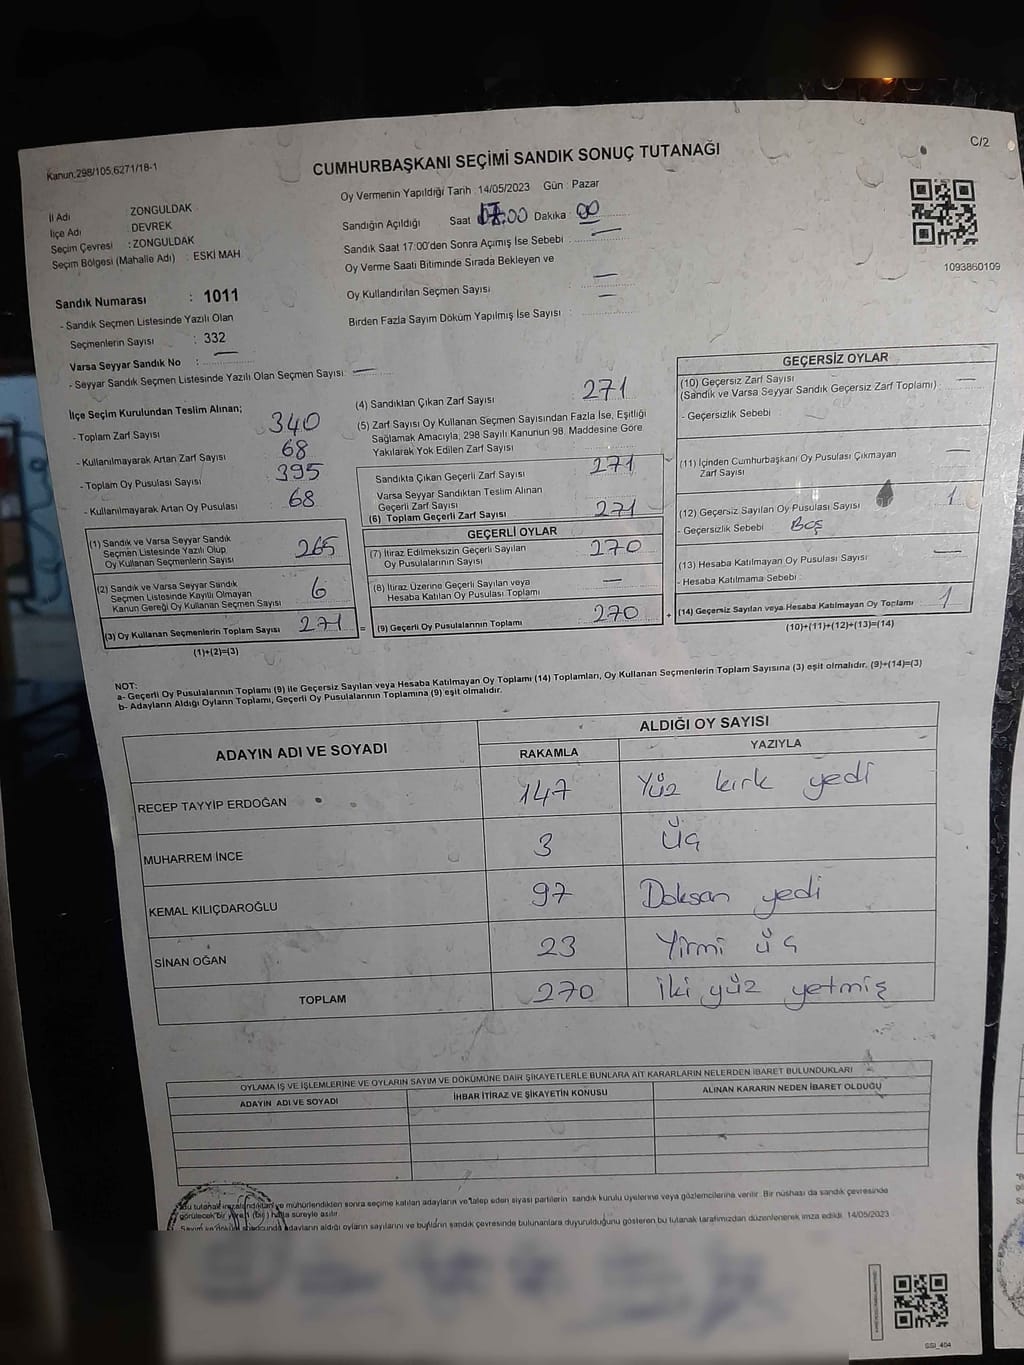 Kanun.298/105,6271/18-1
CUMHURBAŞKANI SEÇİMİ SANDIK SONUÇ TUTANAĞI
C/2
İl Adı : ZONGULDAK
İlçe Adı : DEVREK
Seçim Çevresi : ZONGULDAK
Seçim Bölgesi (Mahalle Adı) : ESKİ MAH
Sandık Numarası : 1011
- Sandık Seçmen Listesinde Yazılı Olan
Seçmenlerin Sayısı : 332
Varsa Seyyar Sandık No : —
- Seyyar Sandık Seçmen Listesinde Yazılı Olan Seçmen Sayısı: —
Oy Vermenin Yapıldığı Tarih : 14/05/2023 Gün : Pazar
Sandığın Açıldığı Saat 17:00 Dakika : 00
Sandık Saat 17:00'den Sonra Açımış İse Sebebi : —
Oy Verme Saati Bitiminde Sırada Bekleyen ve
Oy Kullandırılan Seçmen Sayısı : —
Birden Fazla Sayım Döküm Yapılmış İse Sayısı : —
1093860109
İlçe Seçim Kurulundan Teslim Alınan;
- Toplam Zarf Sayısı 340
- Kullanılmayarak Artan Zarf Sayısı 68
- Toplam Oy Pusulası Sayısı 395
- Kullanılmayarak Artan Oy Pusulası 68
(1) Sandık ve Varsa Seyyar Sandık
Seçmen Listesinde Yazılı Olup
Oy Kullanan Seçmenlerin Sayısı 265
(2) Sandık ve Varsa Seyyar Sandık
Seçmen Listesinde Kayıtlı Olmayan
Kanun Gereği Oy Kullanan Seçmen Sayısı 6
(3) Oy Kullanan Seçmenlerin Toplam Sayısı 271
(1)+(2)=(3)
(4) Sandıktan Çıkan Zarf Sayısı 271
(5) Zarf Sayısı Oy Kullanan Seçmen Sayısından Fazla İse, Eşitliği
Sağlamak Amacıyla, 298 Sayılı Kanunun 98. Maddesine Göre
Yakılarak Yok Edilen Zarf Sayısı
Sandıkta Çıkan Geçerli Zarf Sayısı 271
Varsa Seyyar Sandıktan Teslim Alınan
Geçerli Zarf Sayısı
(6) Toplam Geçerli Zarf Sayısı 271
GEÇERLİ OYLAR
(7) İtiraz Edilmeksizin Geçerli Sayılan
Oy Pusulalarının Sayısı 270
(8) İtiraz Üzerine Geçerli Sayılan veya
Hesaba Katılan Oy Pusulası Toplamı —
= (9) Geçerli Oy Pusulalarının Toplamı 270 +
GEÇERSİZ OYLAR
(10) Geçersiz Zarf Sayısı
(Sandık ve Varsa Seyyar Sandık Geçersiz Zarf Toplamı) : —
- Geçersizlik Sebebi :
(11) İçinden Cumhurbaşkanı Oy Pusulası Çıkmayan
Zarf Sayısı —
(12) Geçersiz Sayılan Oy Pusulası Sayısı 1
- Geçersizlik Sebebi Boş
(13) Hesaba Katılmayan Oy Pusulası Sayısı —
- Hesaba Katılmama Sebebi :
(14) Geçersiz Sayılan veya Hesaba Katılmayan Oy Toplamı : 1
(10)+(11)+(12)+(13)=(14)
NOT:
a- Geçerli Oy Pusulalarının Toplamı (9) ile Geçersiz Sayılan veya Hesaba Katılmayan Oy Toplamı (14) Toplamları, Oy Kullanan Seçmenlerin Toplam Sayısına (3) eşit olmalıdır. (9)+(14)=(3)
b- Adayların Aldığı Oyların Toplamı, Geçerli Oy Pusulalarının Toplamına (9) eşit olmalıdır.
ADAYIN ADI VE SOYADI ALDIĞI OY SAYISI
RAKAMLA YAZIYLA
RECEP TAYYİP ERDOĞAN 147 Yüz kırk yedi
MUHARREM İNCE 3 Üç
KEMAL KILIÇDAROĞLU 97 Doksan yedi
SİNAN OĞAN 23 Yirmi üç
TOPLAM 270 iki yüz yetmiş
OYLAMA İŞ VE İŞLEMLERİNE VE OYLARIN SAYIM VE DÖKÜMÜNE DAİR ŞİKAYETLERLE BUNLARA AİT KARARLARIN NELERDEN İBARET BULUNDUKLARI
ADAYIN ADI VE SOYADI İHBAR İTİRAZ VE ŞİKAYETİN KONUSU ALINAN KARARIN NEDEN İBARET OLDUĞU
Bu tutanak imzalandıktan ve mühürlendikten sonra seçime katılan adayların ve talep eden siyasi partilerin sandık kurulu üyelerine veya gözlemcilerine verilir. Bir nüshası da sandık çevresinde
görülecek bir yere 1 (bir) hafta süreyle asılır.
adayların aldığı oyların sayılarını ve bunların sandık çevresinde bulunanlara duyurulduğunu gösteren bu tutanak tarafımızdan düzenlenerek imza edildi. 14/05/2023
SSI_404